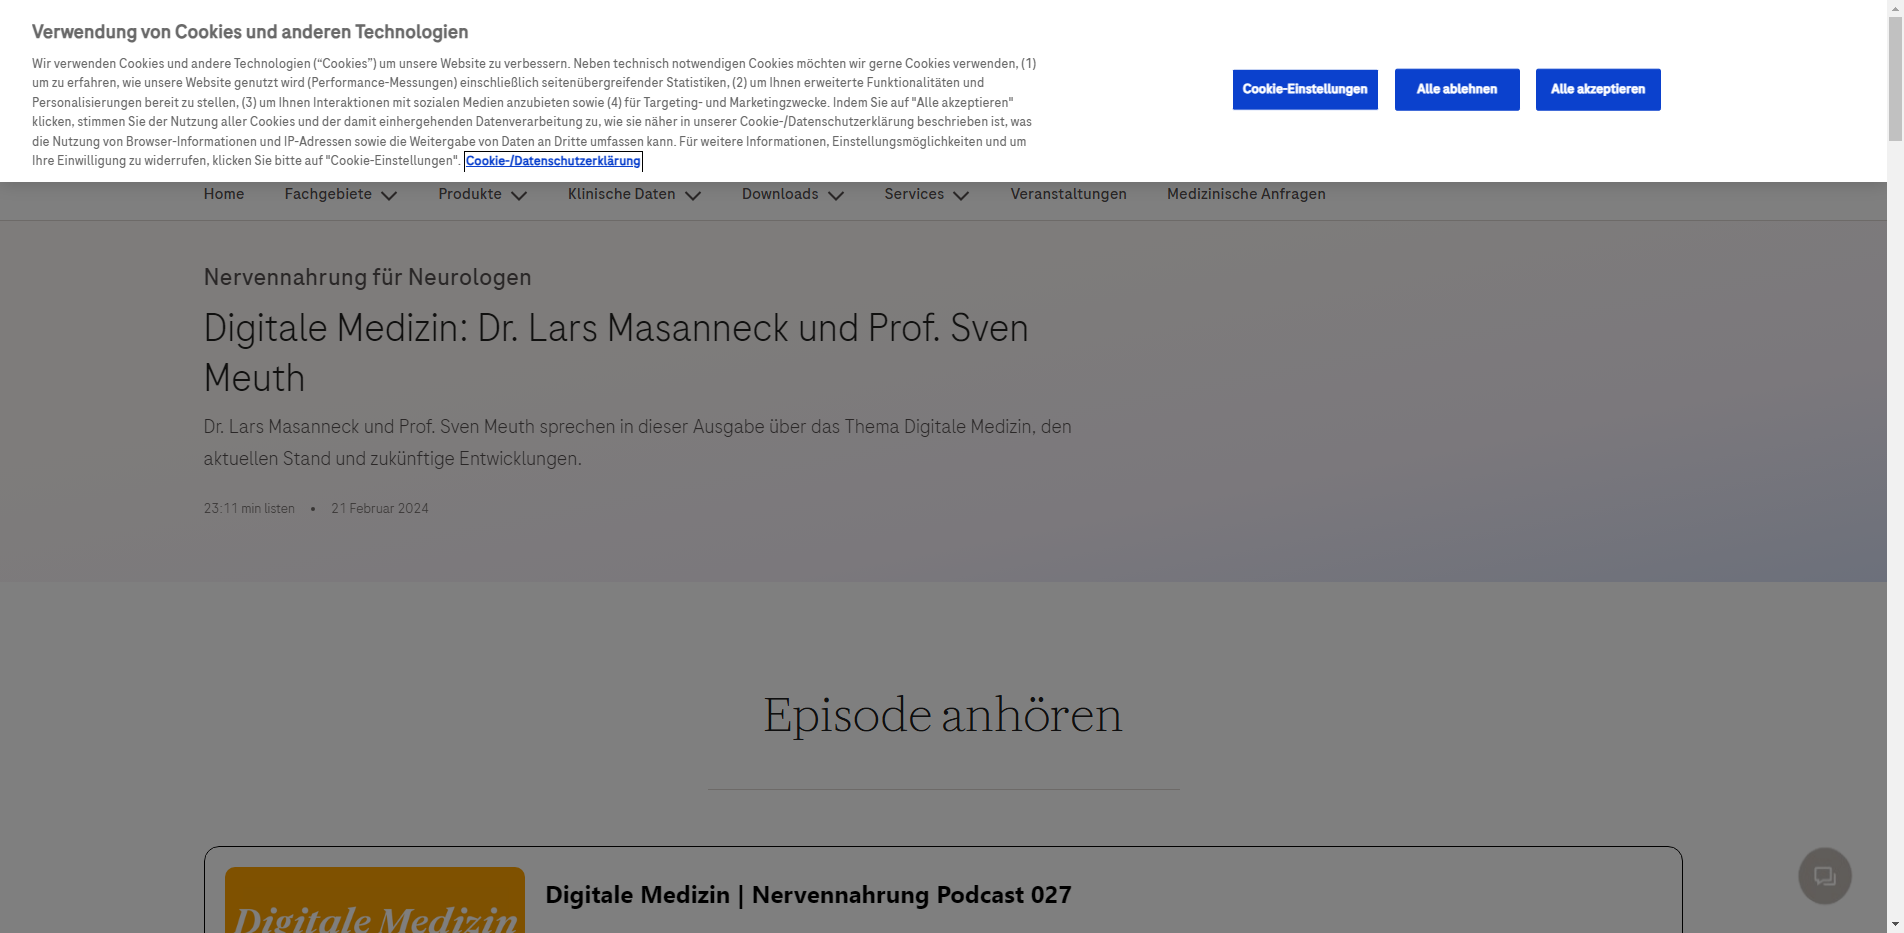 Verwendung von Cookies und anderen Technologien
Wir verwenden Cookies und andere Technologien (“Cookies”) um unsere Website zu verbessern. Neben technisch notwendigen Cookies möchten wir gerne Cookies verwenden, (1)
um zu erfahren, wie unsere Website genutzt wird (Performance-Messungen) einschließlich seitenübergreifender Statistiken, (2) um Ihnen erweiterte Funktionalitäten und
Personalisierungen bereit zu stellen, (3) um Ihnen Interaktionen mit sozialen Medien anzubieten sowie (4) für Targeting- und Marketingzwecke. Indem Sie auf "Alle akzeptieren"
klicken, stimmen Sie der Nutzung aller Cookies und der damit einhergehenden Datenverarbeitung zu, wie sie näher in unserer Cookie-/Datenschutzerklärung beschrieben ist, was
die Nutzung von Browser-Informationen und IP-Adressen sowie die Weitergabe von Daten an Dritte umfassen kann. Für weitere Informationen, Einstellungsmöglichkeiten und um
Ihre Einwilligung zu widerrufen, klicken Sie bitte auf "Cookie-Einstellungen". Cookie-/Datenschutzerklärung
Cookie-Einstellungen Alle ablehnen Alle akzeptieren
Home Fachgebiete Produkte Klinische Daten Downloads Services Veranstaltungen Medizinische Anfragen
Nervennahrung für Neurologen
Digitale Medizin: Dr. Lars Masanneck und Prof. Sven
Meuth
Dr. Lars Masanneck und Prof. Sven Meuth sprechen in dieser Ausgabe über das Thema Digitale Medizin, den
aktuellen Stand und zukünftige Entwicklungen.
23:11 min listen • 21 Februar 2024
Episode anhören
Digitale Medizin | Nervennahrung Podcast 027
Digitale Medizin